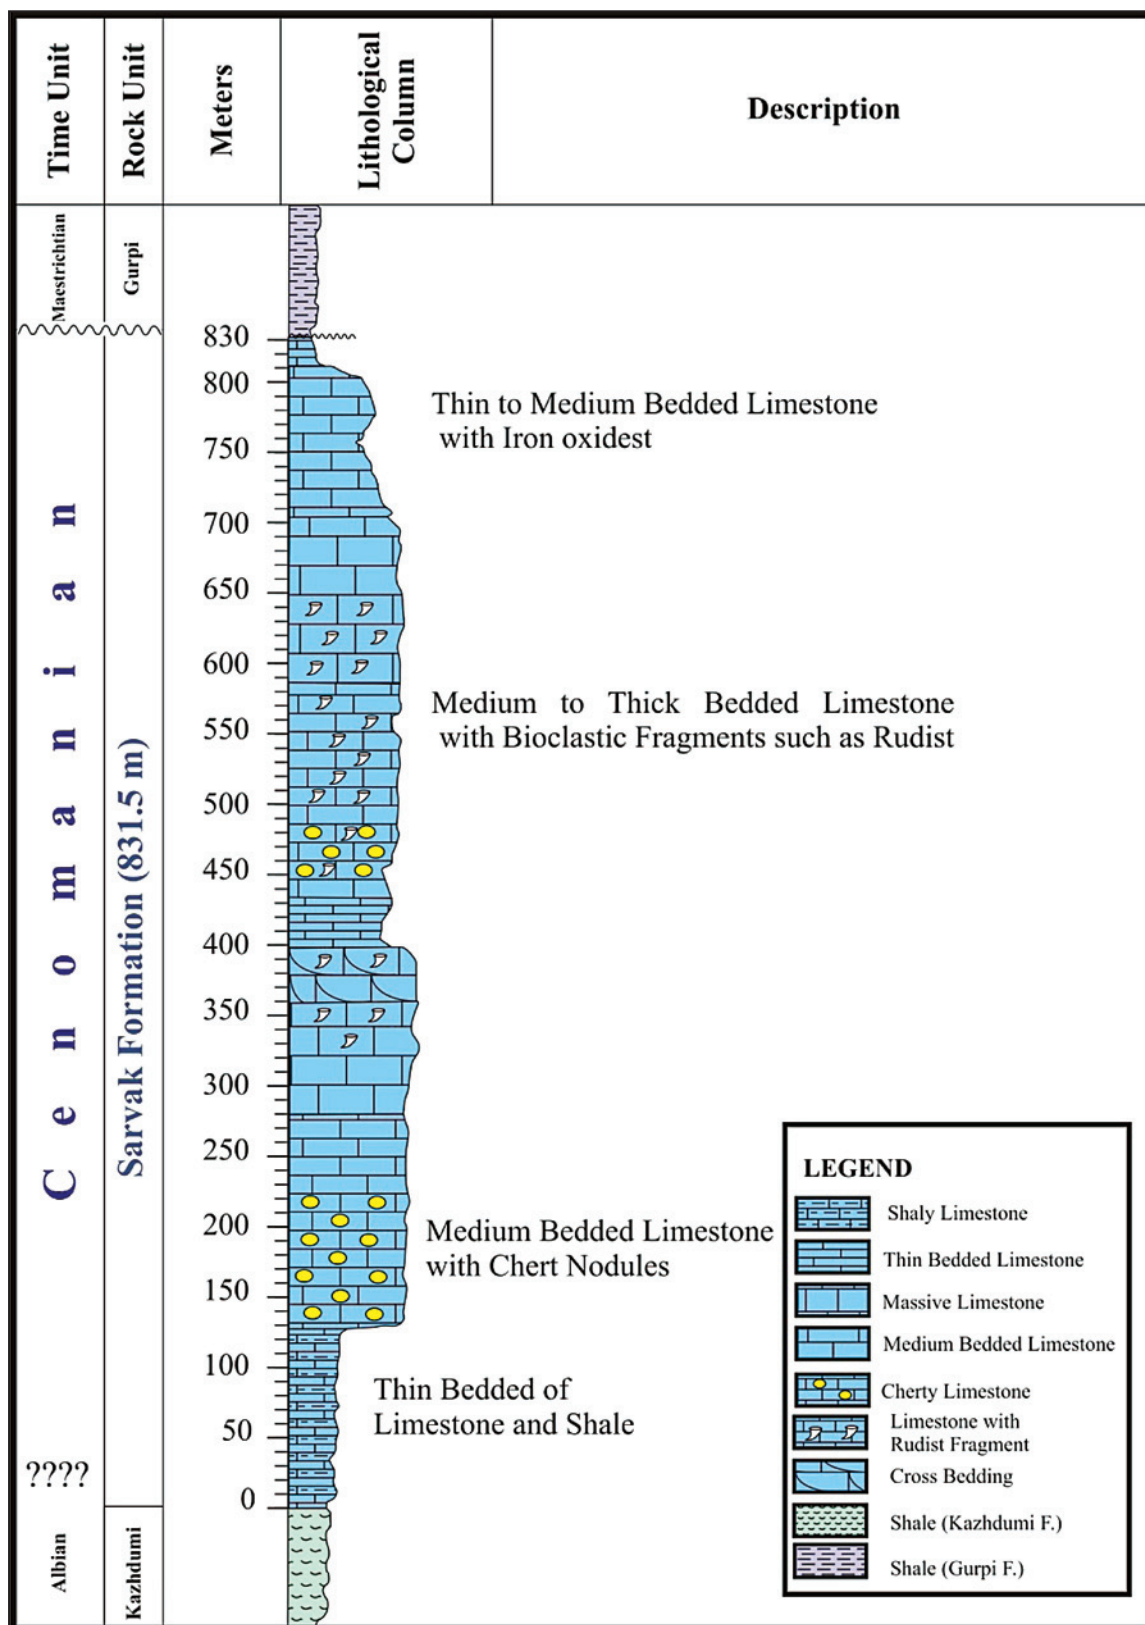 Time Unit
Rock Unit
Meters
Lithological
Column
Description
Maestrichtian
Gurpi
830
800
Thin to Medium Bedded Limestone
with Iron oxidest
750
700
650
600
Medium to Thick Bedded Limestone
with Bioclastic Fragments such as Rudist
550
500
450
400
350
300
250
200
Medium Bedded Limestone
with Chert Nodules
150
100
Thin Bedded of
Limestone and Shale
50
0
Cenomanian
Sarvak Formation (831.5 m)
????
Albian
Kazhdumi
LEGEND
Shaly Limestone
Thin Bedded Limestone
Massive Limestone
Medium Bedded Limestone
Cherty Limestone
Limestone with
Rudist Fragment
Cross Bedding
Shale (Kazhdumi F.)
Shale (Gurpi F.)